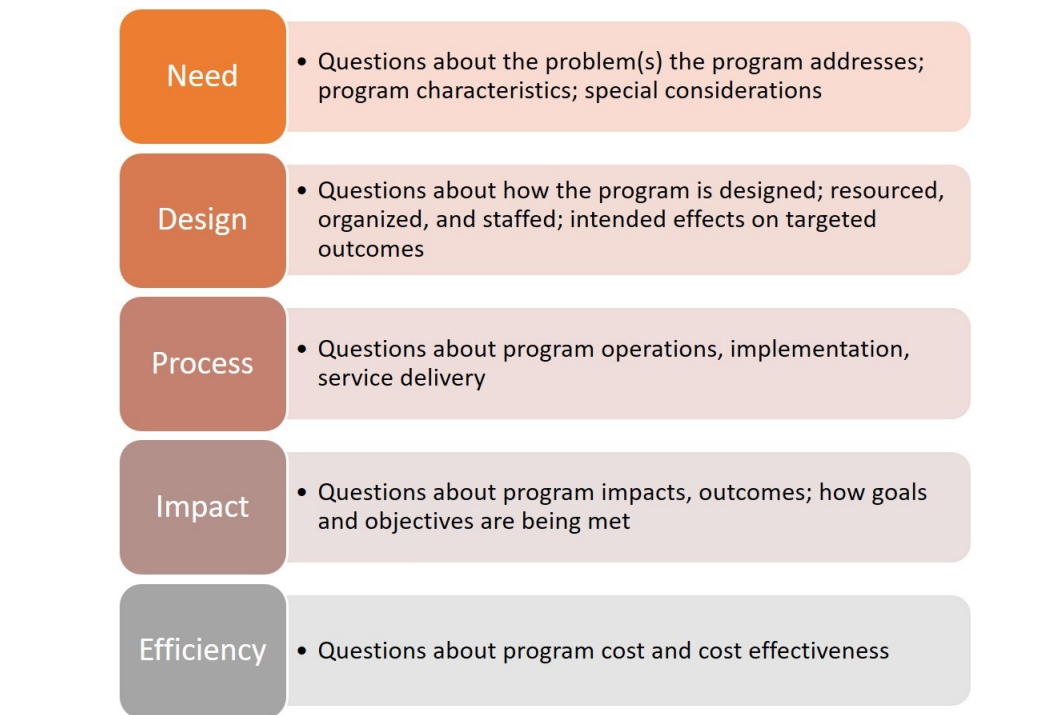 Need
• Questions about the problem(s) the program addresses;
program characteristics; special considerations
Design
• Questions about how the program is designed; resourced,
organized, and staffed; intended effects on targeted
outcomes
Process
• Questions about program operations, implementation,
service delivery
Impact
• Questions about program impacts, outcomes; how goals
and objectives are being met
Efficiency
• Questions about program cost and cost effectiveness